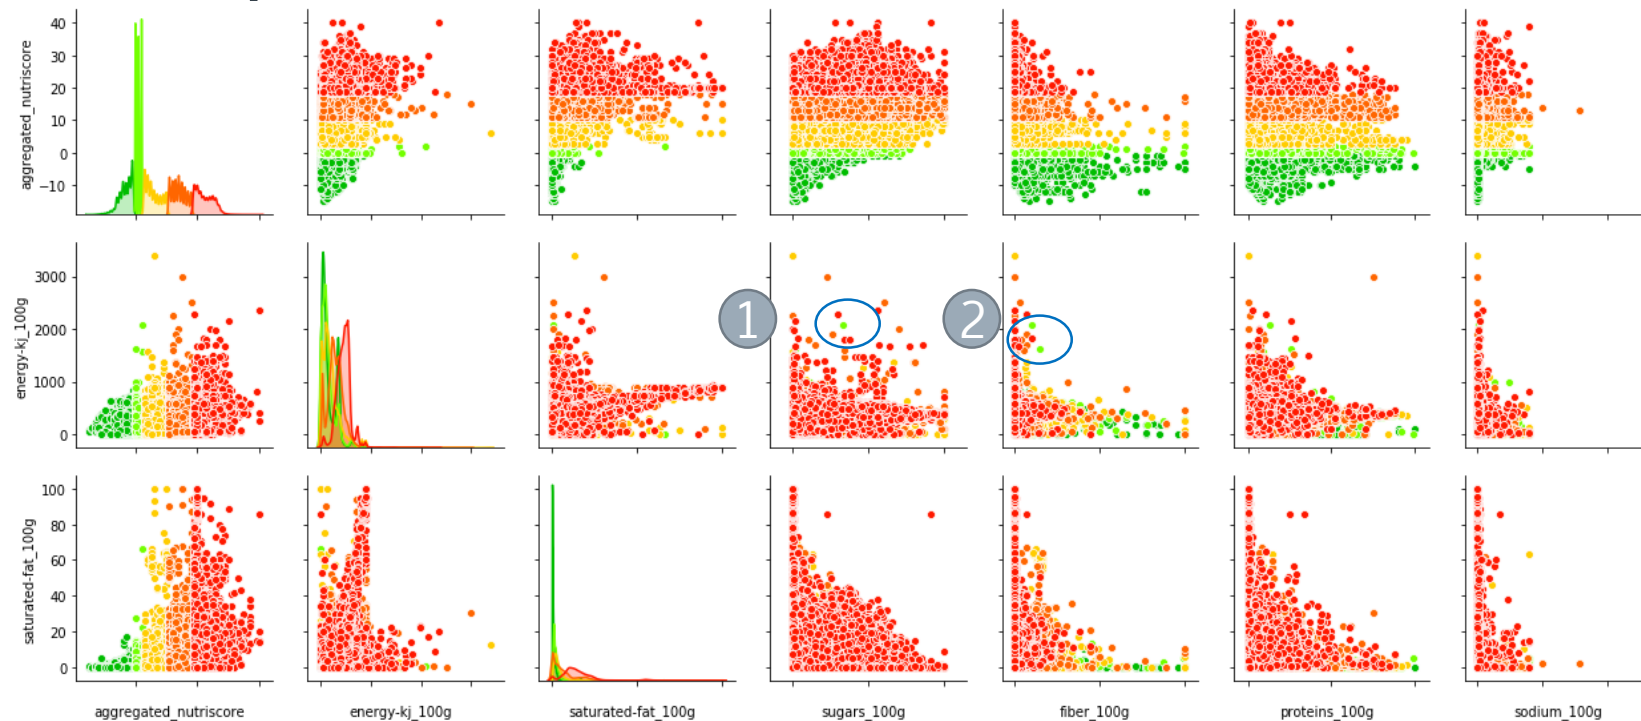 aggregated_nutriscore
40
30
20
10
0
−10
energy-kj_100g
3000
2000
1000
0
1
2
saturated-fat_100g
100
80
60
40
20
0
aggregated_nutriscore
energy-kj_100g
saturated-fat_100g
sugars_100g
fiber_100g
proteins_100g
sodium_100g